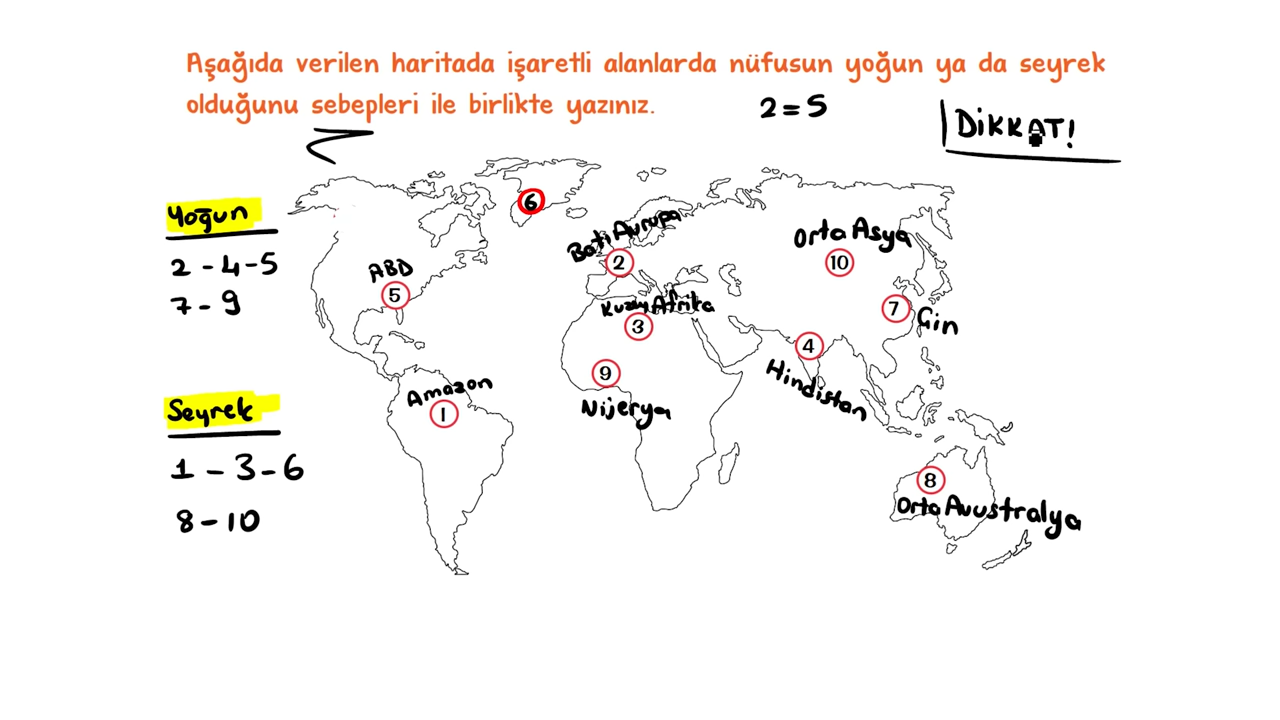 Aşağıda verilen haritada işaretli alanlarda nüfusun yoğun ya da seyrek
olduğunu sebepleri ile birlikte yazınız.
2 = 5
DİKKAT!
Yoğun
2 - 4 - 5
7 - 9
Seyrek
1 - 3 - 6
8 - 10
6
Batı Avrupa
2
Orta Asya
10
ABD
5
Kuzey Afrika
3
7
Çin
4
Hindistan
9
Nijerya
Amazon
1
8
Orta Avustralya